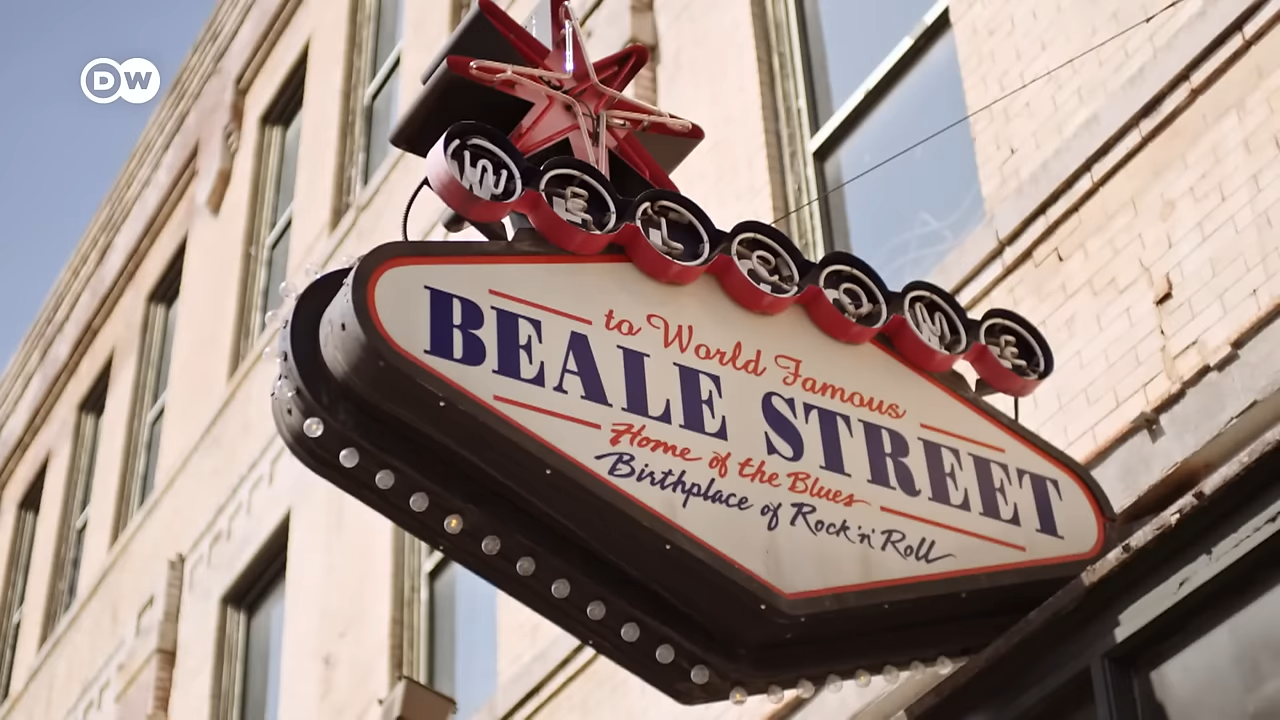 DW
WELCOME
to World Famous
BEALE STREET
Home of the Blues
Birthplace of Rock'n'Roll